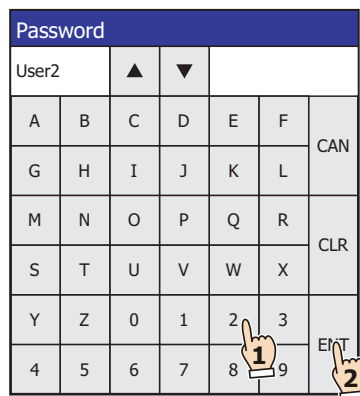 Password
User2 ▲ ▼
A B C D E F
CAN
G H I J K L
M N O P Q R
CLR
S T U V W X
Y Z 0 1 2 3
1
ENT
4 5 6 7 8 9
2